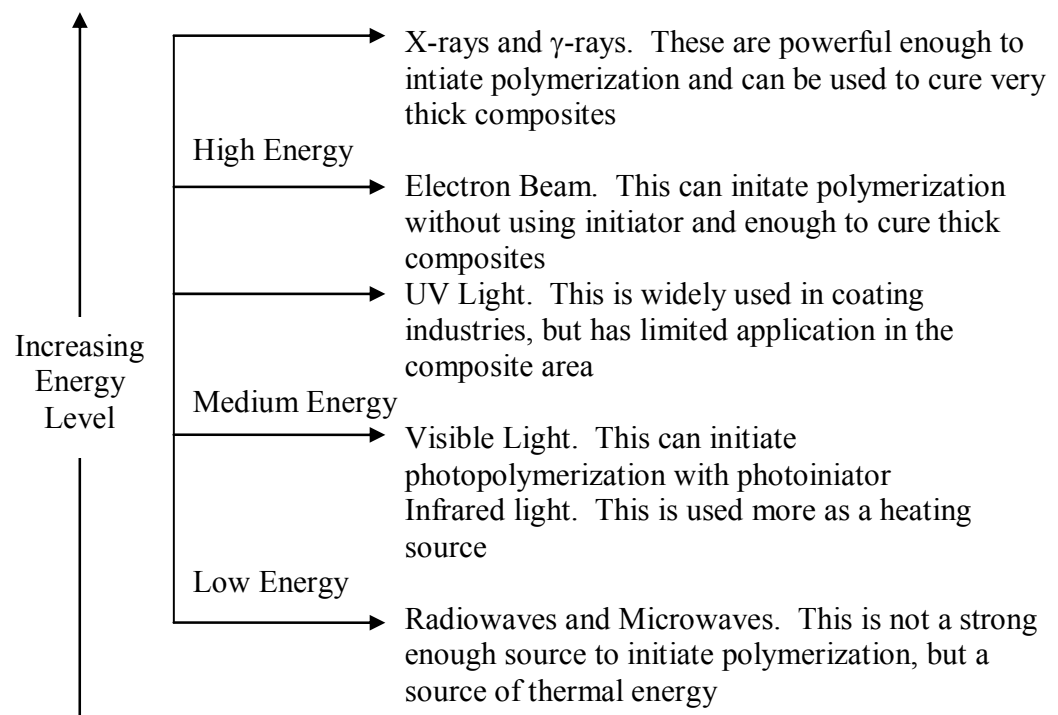 X-rays and γ-rays.  These are powerful enough to
intiate polymerization and can be used to cure very
thick composites
High Energy
Electron Beam.  This can initate polymerization
without using initiator and enough to cure thick
composites
UV Light.  This is widely used in coating
industries, but has limited application in the
composite area
Increasing
Energy
Level
Medium Energy
Visible Light.  This can initiate
photopolymerization with photoiniator
Infrared light.  This is used more as a heating
source
Low Energy
Radiowaves and Microwaves.  This is not a strong
enough source to initiate polymerization, but a
source of thermal energy